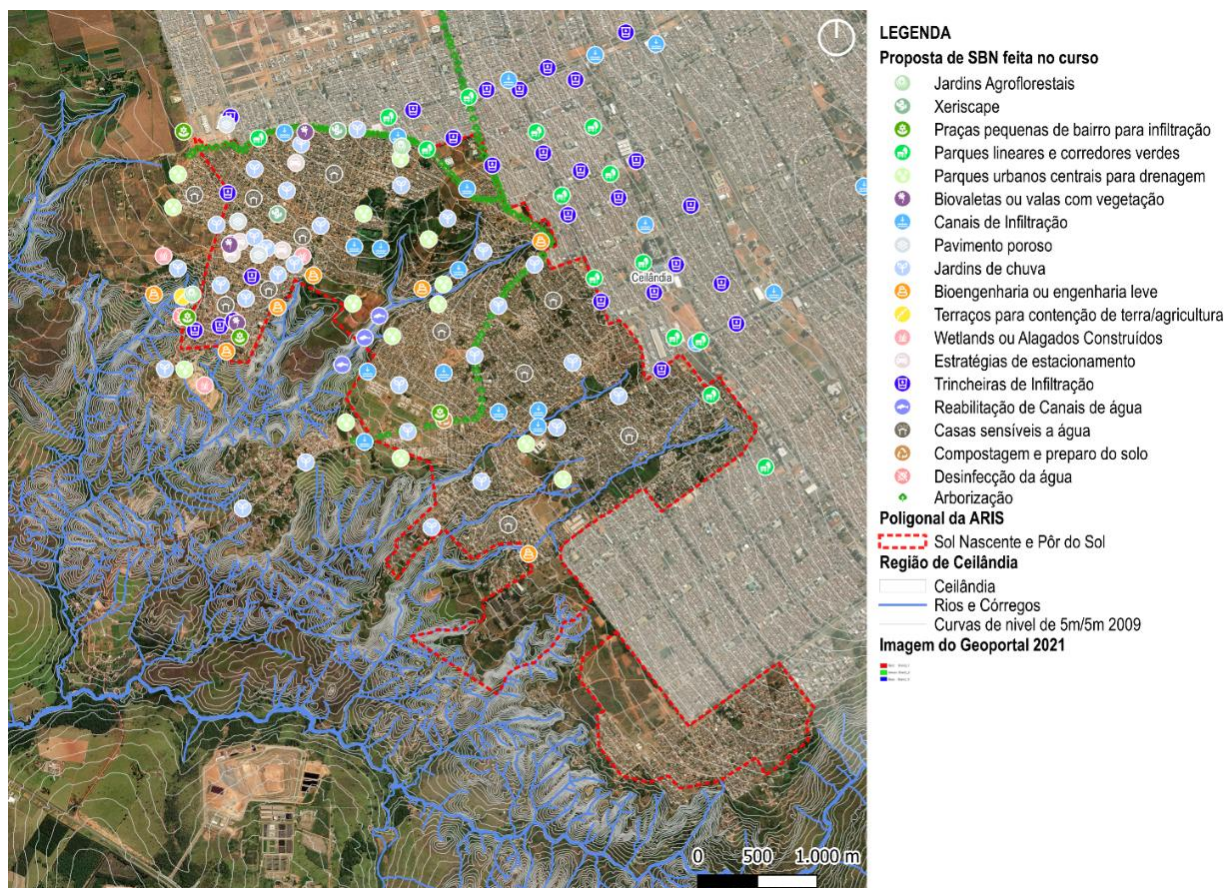 LEGENDA
Proposta de SBN feita no curso
Jardins Agroflorestais
Xeriscape
Praças pequenas de bairro para infiltração
Parques lineares e corredores verdes
Parques urbanos centrais para drenagem
Biovaletas ou valas com vegetação
Canais de Infiltração
Pavimento poroso
Jardins de chuva
Bioengenharia ou engenharia leve
Terraços para contenção de terra/agricultura
Wetlands ou Alagados Construídos
Estratégias de estacionamento
Trincheiras de Infiltração
Reabilitação de Canais de água
Casas sensíveis a água
Compostagem e preparo do solo
Desinfecção da água
Arborização
Poligonal da ARIS
Sol Nascente e Pôr do Sol
Região de Ceilândia
Ceilândia
Rios e Córregos
Curvas de nível de 5m/5m 2009
Imagem do Geoportal 2021
Ceilândia
0 500 1.000 m